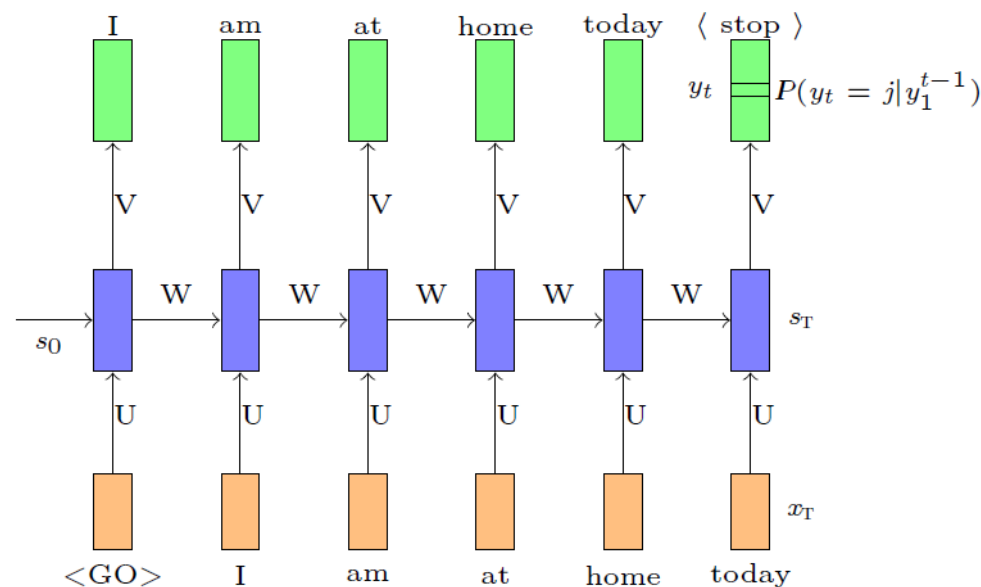 I am at home today ⟨ stop ⟩
y_t P(y_t = j|y_1^{t−1})
V V V V V V
W W W W W
s_0 s_T
U U U U U U
x_T
<GO> I am at home today